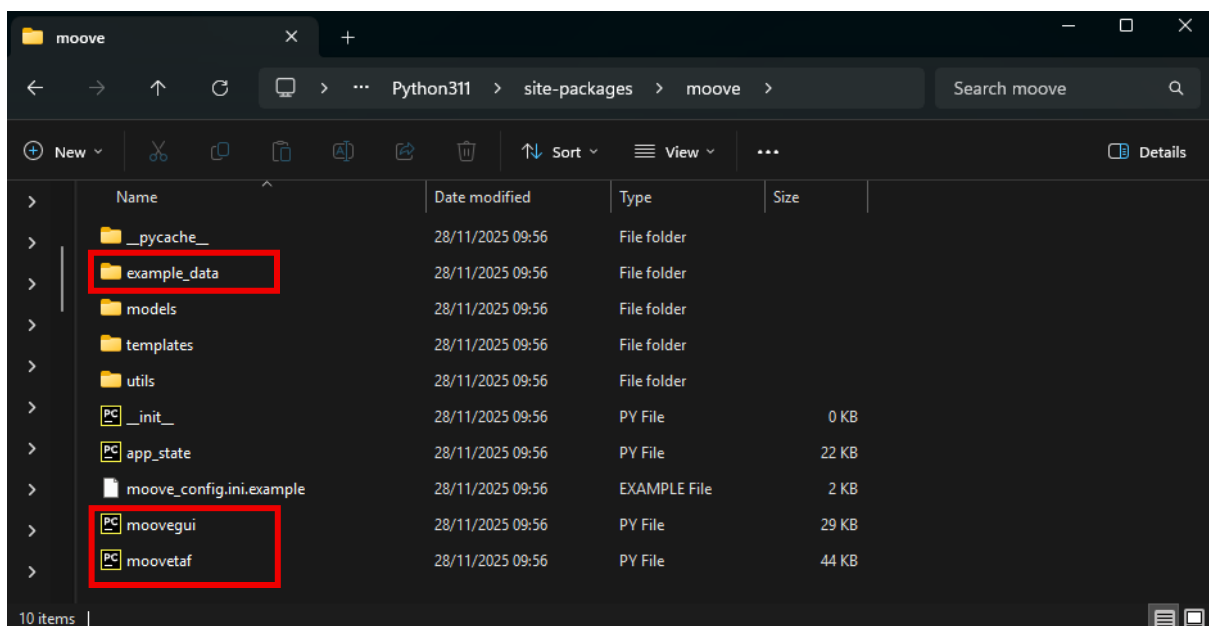 moove
··· Python311 > site-packages > moove >
Search moove
New
Sort
View
···
Details
Name Date modified Type Size
__pycache__ 28/11/2025 09:56 File folder
example_data 28/11/2025 09:56 File folder
models 28/11/2025 09:56 File folder
templates 28/11/2025 09:56 File folder
utils 28/11/2025 09:56 File folder
PC __init__ 28/11/2025 09:56 PY File 0 KB
PC app_state 28/11/2025 09:56 PY File 22 KB
moove_config.ini.example 28/11/2025 09:56 EXAMPLE File 2 KB
PC moovegui 28/11/2025 09:56 PY File 29 KB
PC moovetaf 28/11/2025 09:56 PY File 44 KB
10 items